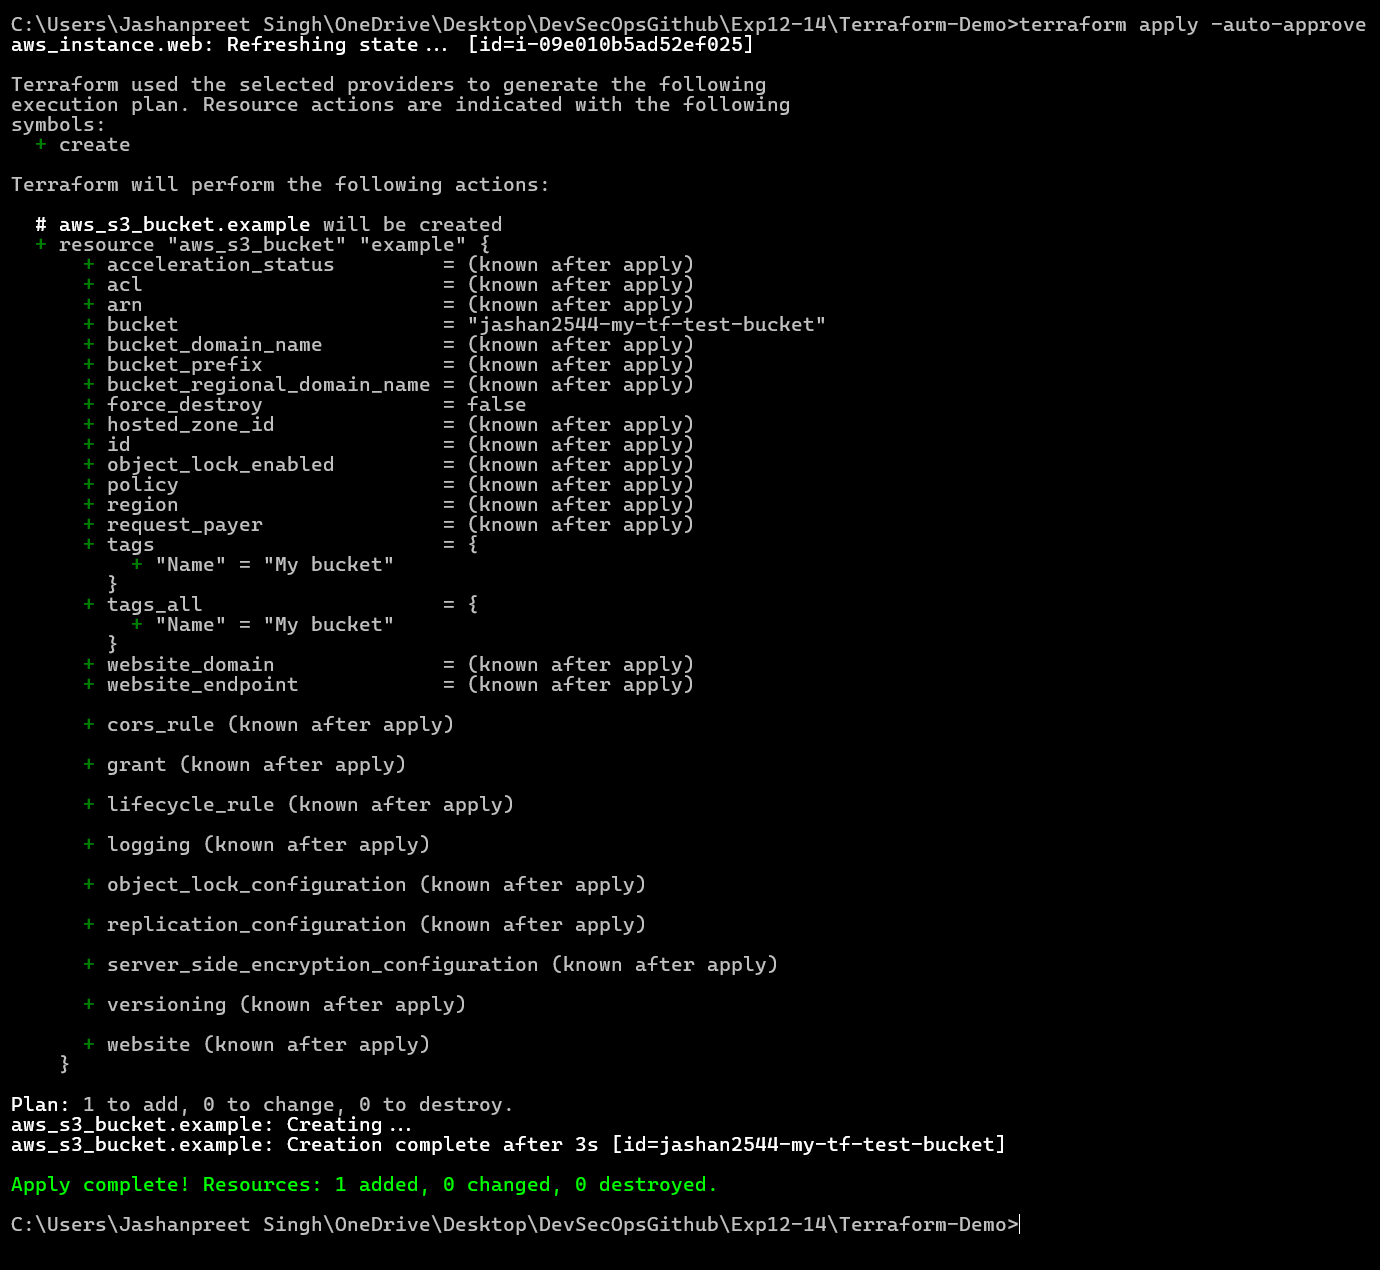 C:\Users\Jashanpreet Singh\OneDrive\Desktop\DevSecOpsGithub\Exp12-14\Terraform-Demo>terraform apply -auto-approve
aws_instance.web: Refreshing state... [id=i-09e010b5ad52ef025]
Terraform used the selected providers to generate the following
execution plan. Resource actions are indicated with the following
symbols:
+ create
Terraform will perform the following actions:
# aws_s3_bucket.example will be created
+ resource "aws_s3_bucket" "example" {
+ acceleration_status = (known after apply)
+ acl = (known after apply)
+ arn = (known after apply)
+ bucket = "jashan2544-my-tf-test-bucket"
+ bucket_domain_name = (known after apply)
+ bucket_prefix = (known after apply)
+ bucket_regional_domain_name = (known after apply)
+ force_destroy = false
+ hosted_zone_id = (known after apply)
+ id = (known after apply)
+ object_lock_enabled = (known after apply)
+ policy = (known after apply)
+ region = (known after apply)
+ request_payer = (known after apply)
+ tags = {
+ "Name" = "My bucket"
}
+ tags_all = {
+ "Name" = "My bucket"
}
+ website_domain = (known after apply)
+ website_endpoint = (known after apply)
+ cors_rule (known after apply)
+ grant (known after apply)
+ lifecycle_rule (known after apply)
+ logging (known after apply)
+ object_lock_configuration (known after apply)
+ replication_configuration (known after apply)
+ server_side_encryption_configuration (known after apply)
+ versioning (known after apply)
+ website (known after apply)
}
Plan: 1 to add, 0 to change, 0 to destroy.
aws_s3_bucket.example: Creating...
aws_s3_bucket.example: Creation complete after 3s [id=jashan2544-my-tf-test-bucket]
Apply complete! Resources: 1 added, 0 changed, 0 destroyed.
C:\Users\Jashanpreet Singh\OneDrive\Desktop\DevSecOpsGithub\Exp12-14\Terraform-Demo>